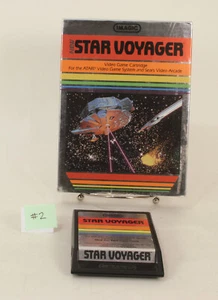 IMAGIC
STAR VOYAGER
Video Game Cartridge
For the ATARI Video Game System and Sears Video Arcade
#2
STAR VOYAGER
STAR VOYAGER